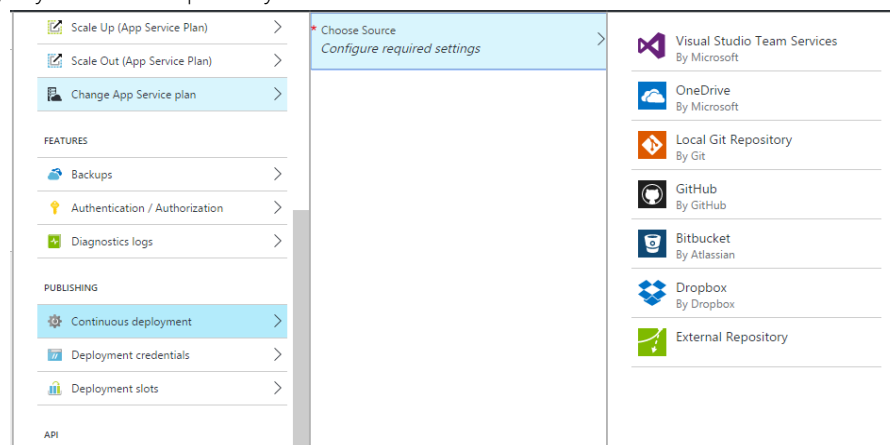 Scale Up (App Service Plan)
Scale Out (App Service Plan)
Change App Service plan
FEATURES
Backups
Authentication / Authorization
Diagnostics logs
PUBLISHING
Continuous deployment
Deployment credentials
Deployment slots
API
* Choose Source
Configure required settings
Visual Studio Team Services
By Microsoft
OneDrive
By Microsoft
Local Git Repository
By Git
GitHub
By GitHub
Bitbucket
By Atlassian
Dropbox
By Dropbox
External Repository